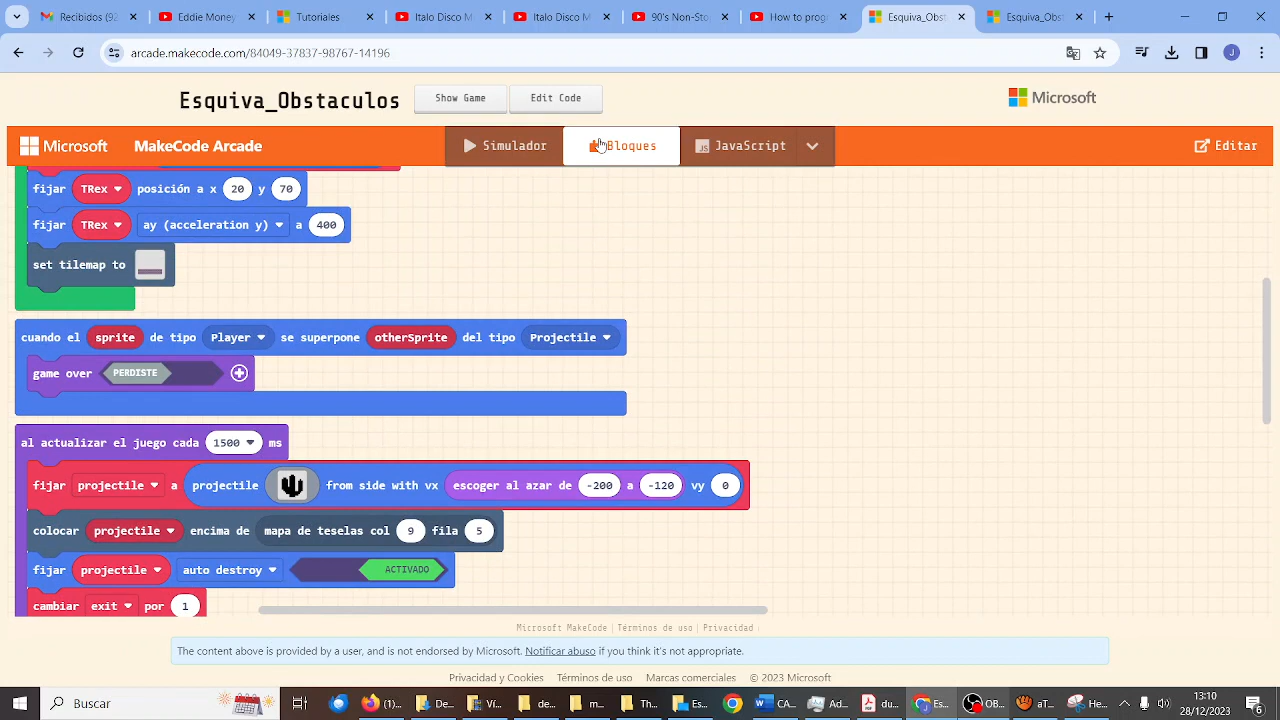 Recibidos (592
Eddie Money
Tutoriales
Italo Disco M
Italo Disco M
90's Non-Sto
How to prog
Esquiva_Obst
Esquiva_Obst
arcade.makecode.com/84049-37837-98767-14196
J
Esquiva_Obstaculos
Show Game
Edit Code
Microsoft
Microsoft
MakeCode Arcade
Simulador
Bloques
JS
JavaScript
Editar
fijar TRex posición a x 20 y 70
fijar TRex ay (acceleration y) a 400
set tilemap to
cuando el sprite de tipo Player se superpone otherSprite del tipo Projectile
game over PERDISTE
al actualizar el juego cada 1500 ms
fijar projectile a projectile from side with vx escoger al azar de -200 a -120 vy 0
colocar projectile encima de mapa de teselas col 9 fila 5
fijar projectile auto destroy ACTIVADO
cambiar exit por 1
Microsoft MakeCode | Términos de uso | Privacidad
The content above is provided by a user, and is not endorsed by Microsoft. Notificar abuso if you think it's not appropriate.
Privacidad y Cookies Términos de uso Marcas comerciales © 2023 Microsoft
Buscar
(1)
De
Ve
de
m
Es
CA
Ad
pdf
Es
OB
aT
He
13:10
28/12/2023
6